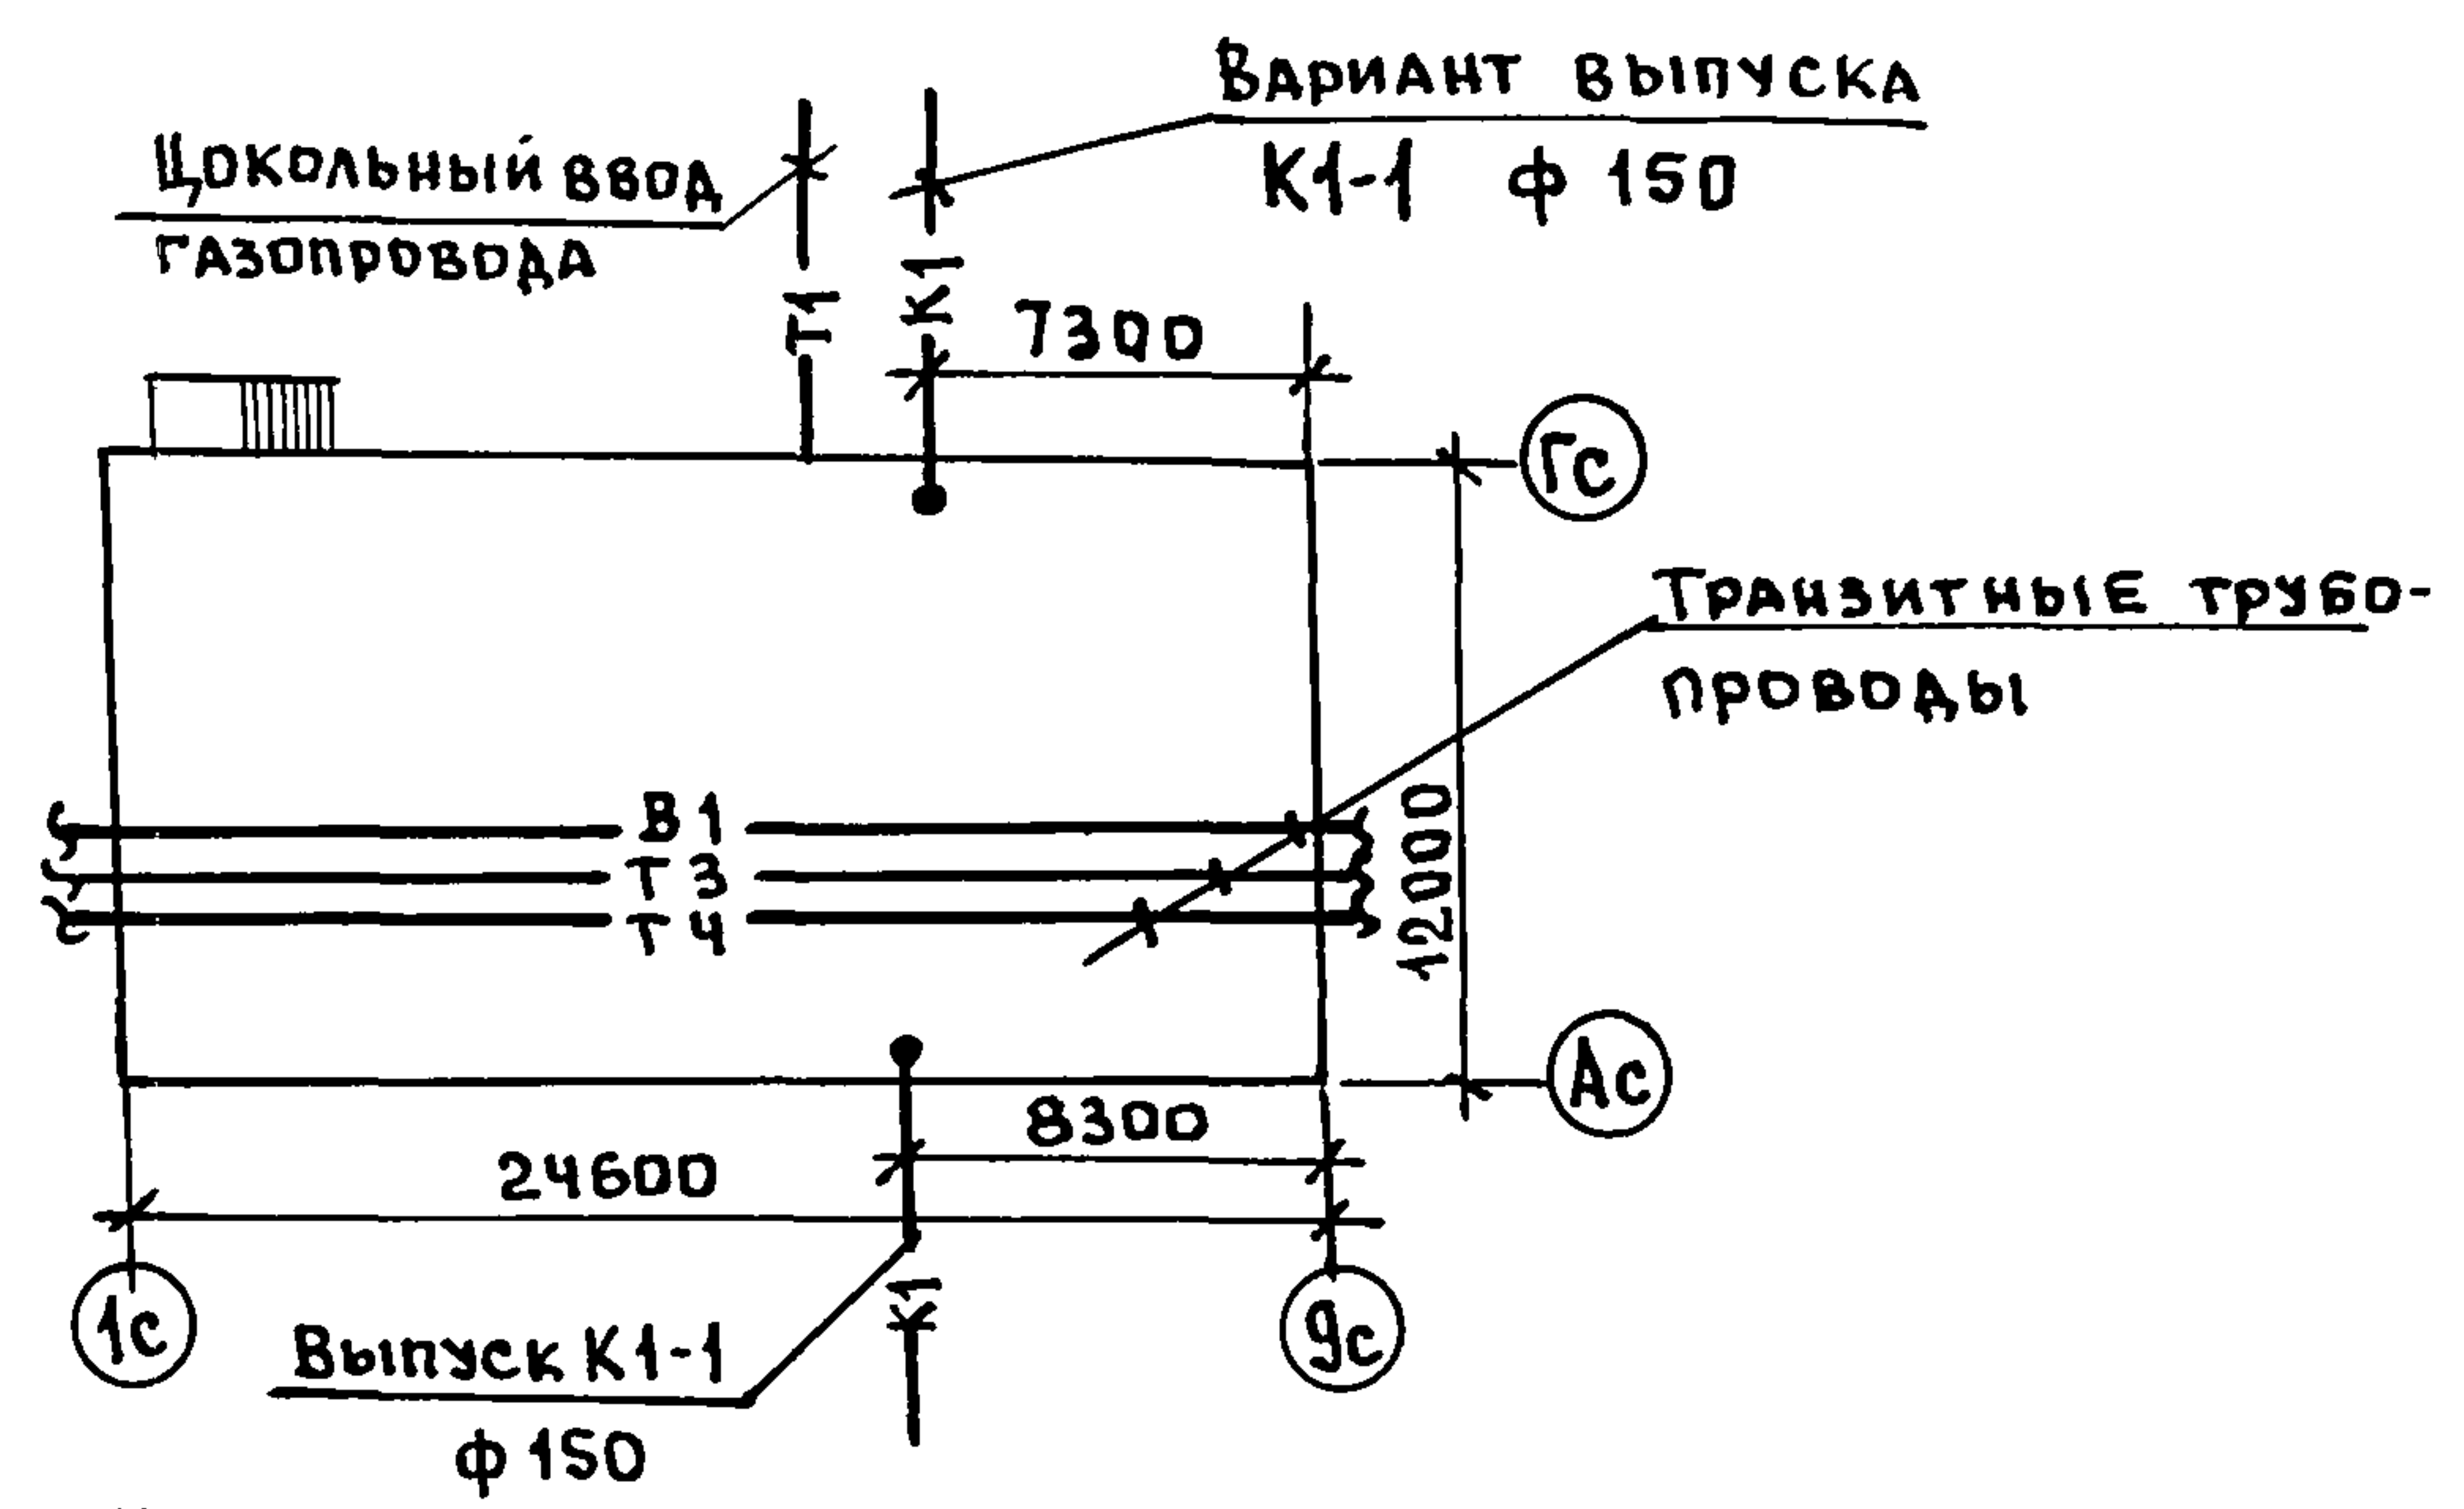 Вариант выпуска
К1-1 ф 150
Цокольный ввод
газопровода
Г1
К1
7300
Гс
Транзитные трубо-
проводы
В1
Т3
Т4
12000
Ас
8300
24600
К1
1с
9с
Выпуск К1-1
ф 150